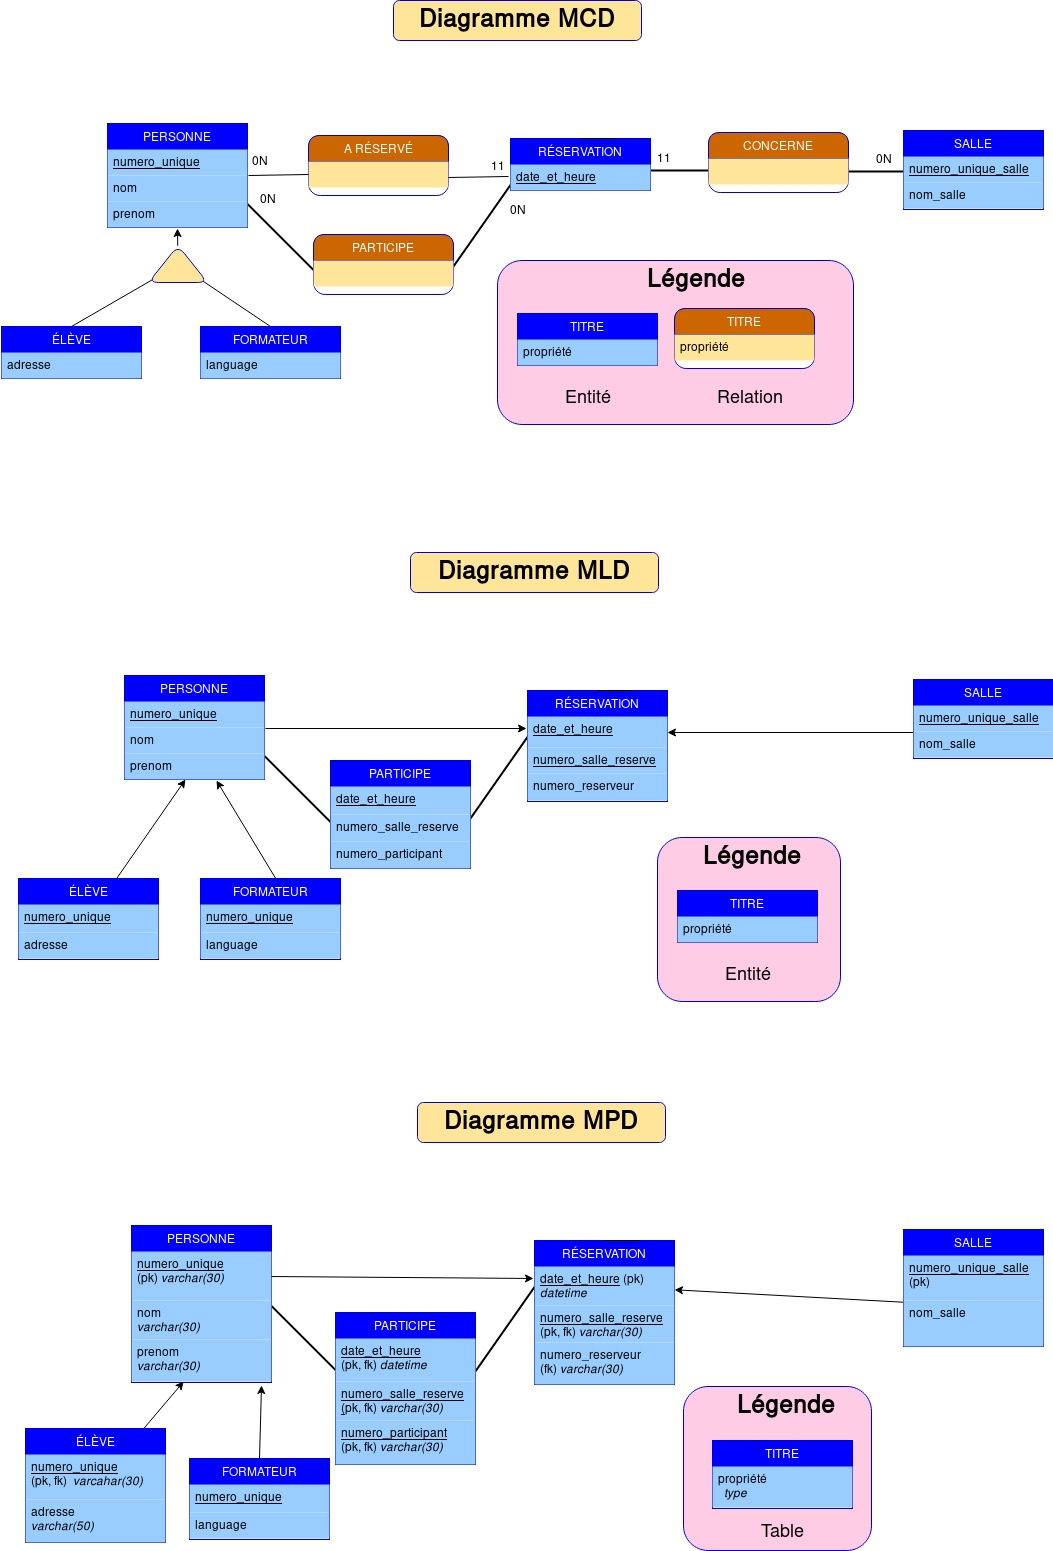 Diagramme MCD
PERSONNE
numero_unique
nom
prenom
0N
0N
A RÉSERVÉ
PARTICIPE
11
0N
RÉSERVATION
date_et_heure
11
CONCERNE
0N
SALLE
numero_unique_salle
nom_salle
ÉLÈVE
adresse
FORMATEUR
language
Légende
TITRE
propriété
Entité
TITRE
propriété
Relation
Diagramme MLD
PERSONNE
numero_unique
nom
prenom
PARTICIPE
date_et_heure
numero_salle_reserve
numero_participant
RÉSERVATION
date_et_heure
numero_salle_reserve
numero_reserveur
SALLE
numero_unique_salle
nom_salle
ÉLÈVE
numero_unique
adresse
FORMATEUR
numero_unique
language
Légende
TITRE
propriété
Entité
Diagramme MPD
PERSONNE
numero_unique
(pk) varchar(30)
nom
varchar(30)
prenom
varchar(30)
PARTICIPE
date_et_heure
(pk, fk) datetime
numero_salle_reserve
(pk, fk) varchar(30)
numero_participant
(pk, fk) varchar(30)
RÉSERVATION
date_et_heure (pk)
datetime
numero_salle_reserve
(pk, fk) varchar(30)
numero_reserveur
(fk) varchar(30)
SALLE
numero_unique_salle
(pk)
nom_salle
ÉLÈVE
numero_unique
(pk, fk) varcahar(30)
adresse
varchar(50)
FORMATEUR
numero_unique
language
Légende
TITRE
propriété
type
Table